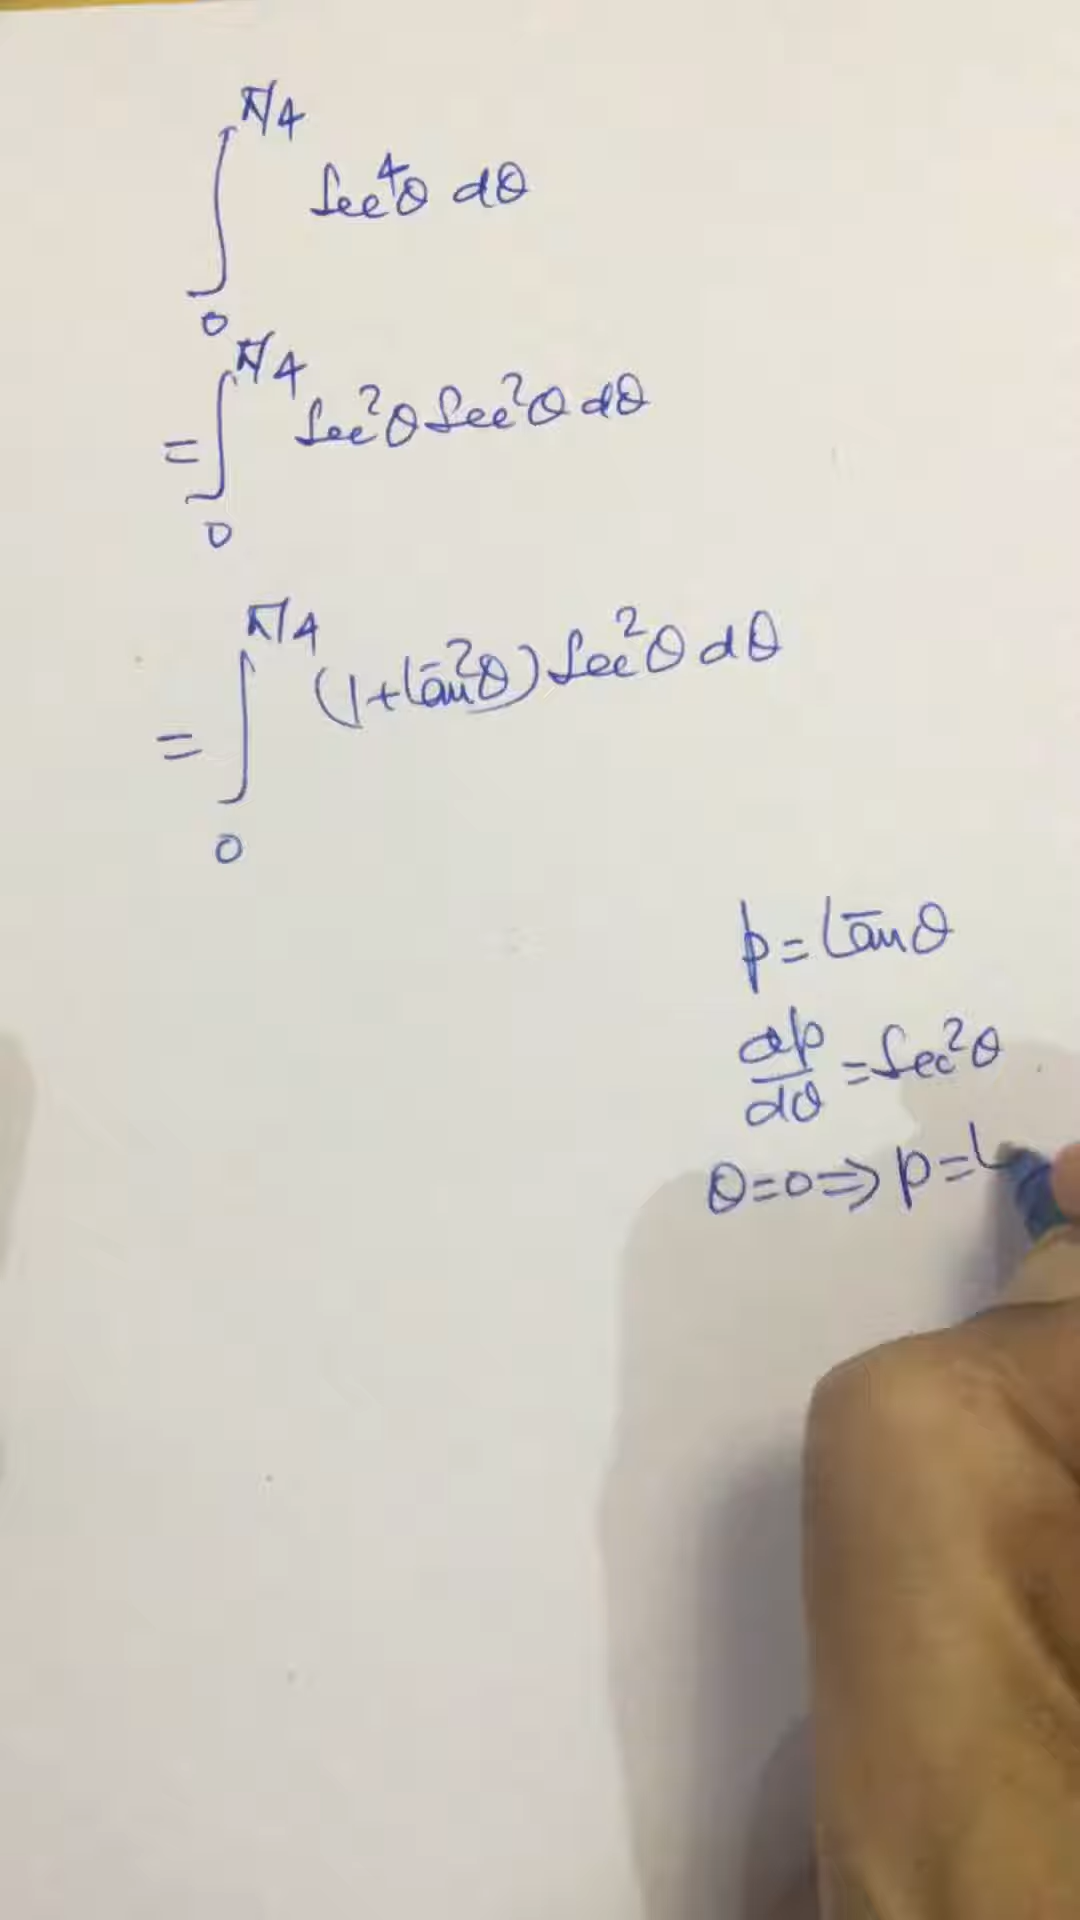 ∫₀^{π/4} Sec⁴θ dθ
= ∫₀^{π/4} Sec²θ Sec²θ dθ
= ∫₀^{π/4} (1+tan²θ) Sec²θ dθ
p = tanθ
dp/dθ = Sec²θ
θ=0 ⇒ p=